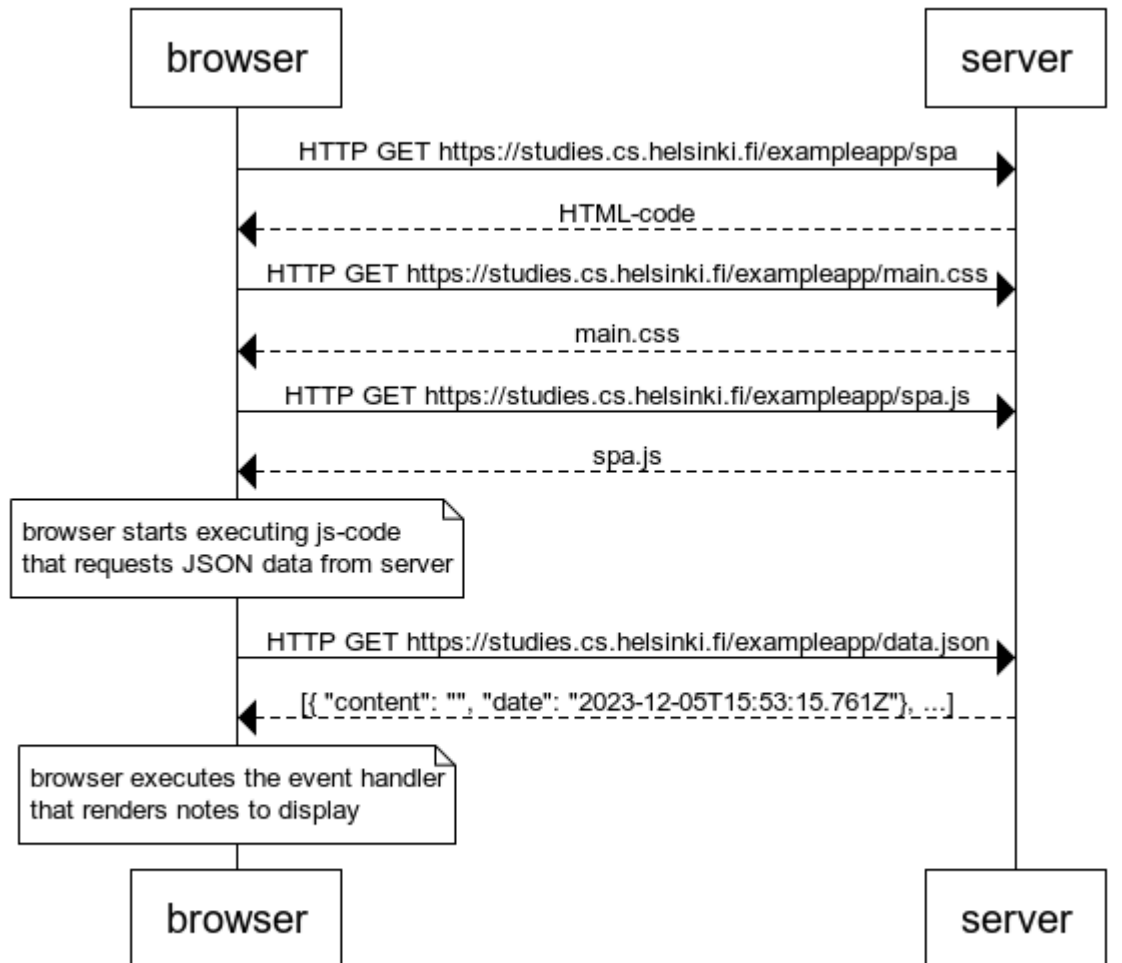 browser
server
HTTP GET https://studies.cs.helsinki.fi/exampleapp/spa
HTML-code
HTTP GET https://studies.cs.helsinki.fi/exampleapp/main.css
main.css
HTTP GET https://studies.cs.helsinki.fi/exampleapp/spa.js
spa.js
browser starts executing js-code
that requests JSON data from server
HTTP GET https://studies.cs.helsinki.fi/exampleapp/data.json
[{ "content": "", "date": "2023-12-05T15:53:15.761Z"}, ...]
browser executes the event handler
that renders notes to display
browser
server